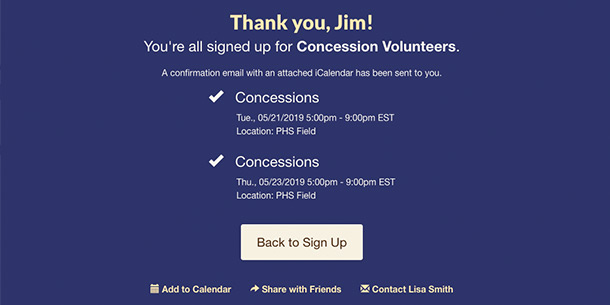 Thank you, Jim!
You're all signed up for Concession Volunteers.
A confirmation email with an attached iCalendar has been sent to you.
Concessions
Tue., 05/21/2019 5:00pm - 9:00pm EST
Location: PHS Field
Concessions
Thu., 05/23/2019 5:00pm - 9:00pm EST
Location: PHS Field
Back to Sign Up
Add to Calendar Share with Friends Contact Lisa Smith